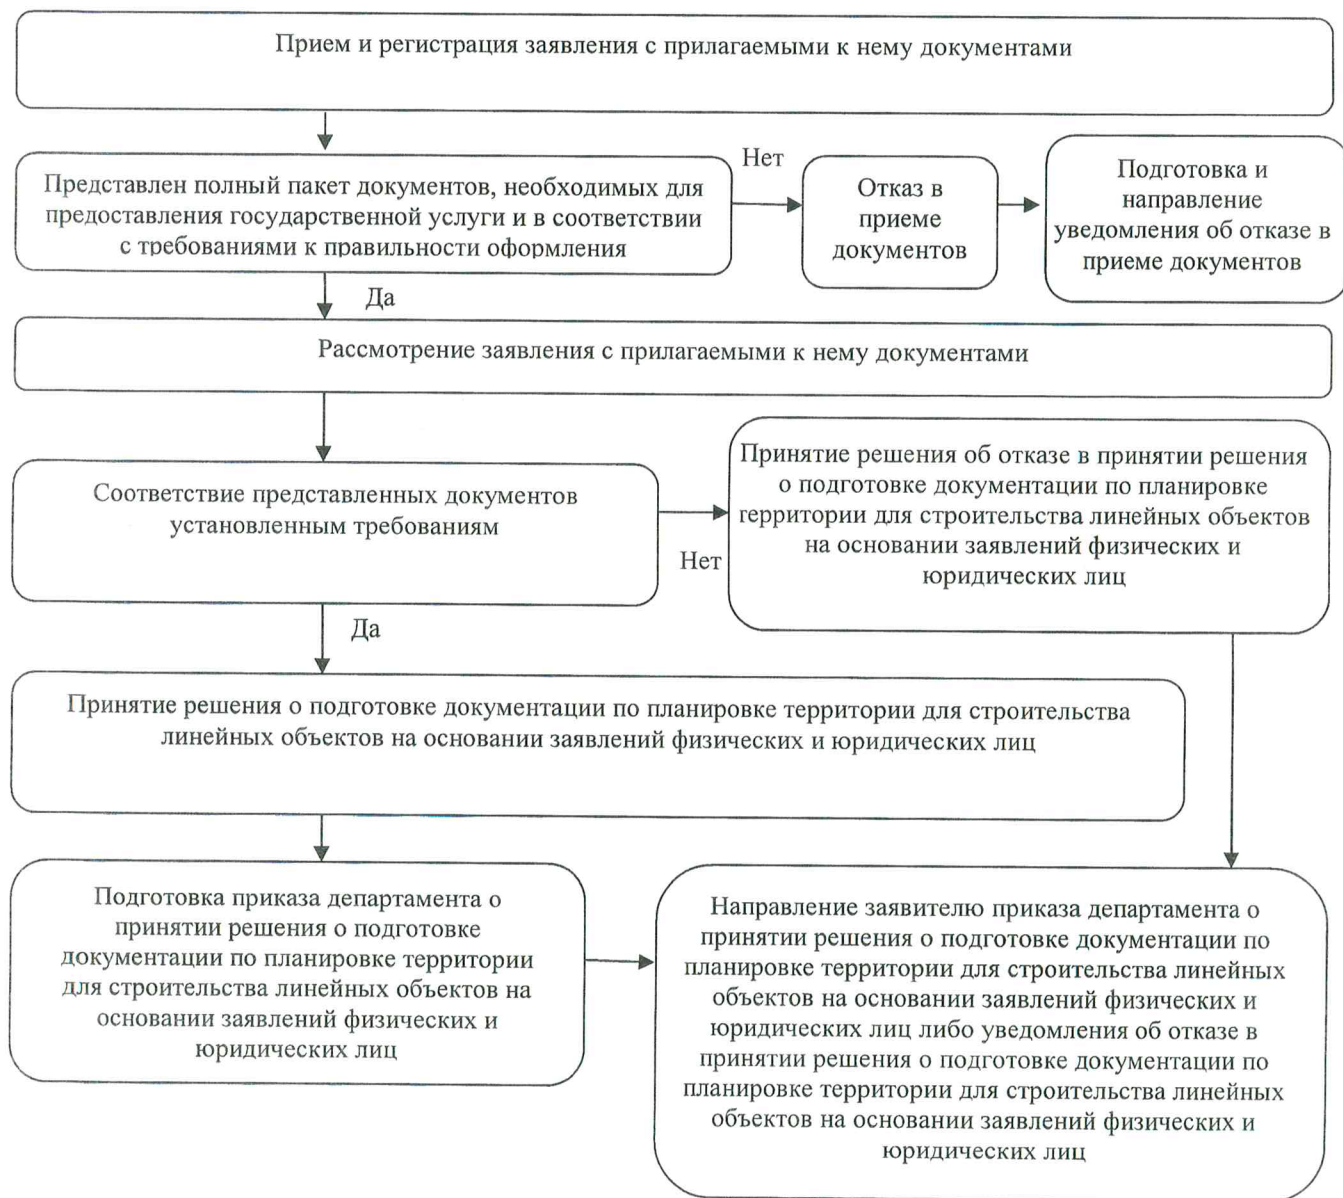 Прием и регистрация заявления с прилагаемыми к нему документами
Представлен полный пакет документов, необходимых для
предоставления государственной услуги и в соответствии
с требованиями к правильности оформления
Нет
Отказ в
приеме
документов
Подготовка и
направление
уведомления об отказе в
приеме документов
Да
Рассмотрение заявления с прилагаемыми к нему документами
Соответствие представленных документов
установленным требованиям
Нет
Принятие решения об отказе в принятии решения
о подготовке документации по планировке
территории для строительства линейных объектов
на основании заявлений физических и
юридических лиц
Да
Принятие решения о подготовке документации по планировке территории для строительства
линейных объектов на основании заявлений физических и юридических лиц
Подготовка приказа департамента о
принятии решения о подготовке
документации по планировке территории
для строительства линейных объектов на
основании заявлений физических и
юридических лиц
Направление заявителю приказа департамента о
принятии решения о подготовке документации по
планировке территории для строительства линейных
объектов на основании заявлений физических и
юридических лиц либо уведомления об отказе в
принятии решения о подготовке документации по
планировке территории для строительства линейных
объектов на основании заявлений физических и
юридических лиц